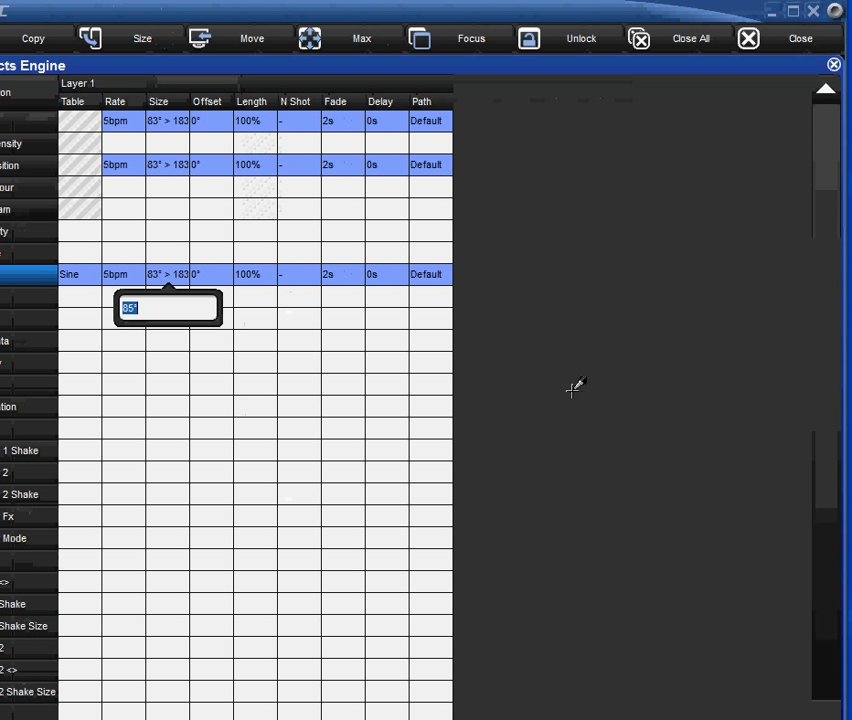 Copy Size Move Max Focus Unlock Close All Close
cts Engine
Layer 1
on Table Rate Size Offset Length N Shot Fade Delay Path
5bpm 83° > 183 0° 100% - 2s 0s Default
nsity
sition 5bpm 83° > 183 0° 100% - 2s 0s Default
our
am
ty
Sine 5bpm 83° > 183 0° 100% - 2s 0s Default
85°
ta
tion
1 Shake
2
2 Shake
Fx
Mode
<>
Shake
Shake Size
2
2 <>
2 Shake Size